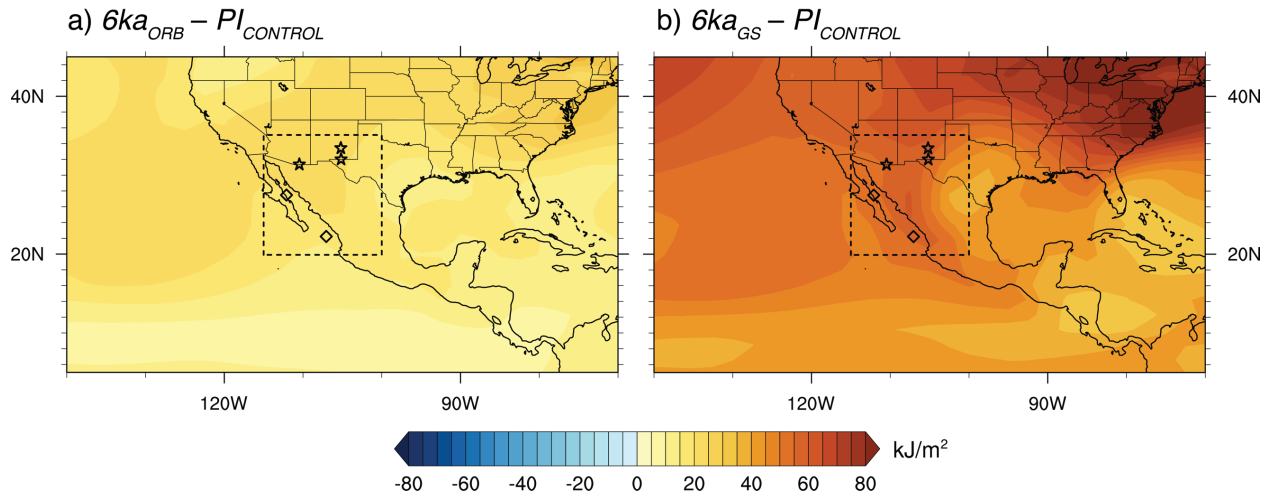 a) 6ka_ORB – PI_CONTROL
b) 6ka_GS – PI_CONTROL
40N
20N
120W
90W
120W
90W
40N
20N
-80 -60 -40 -20 0 20 40 60 80
kJ/m²